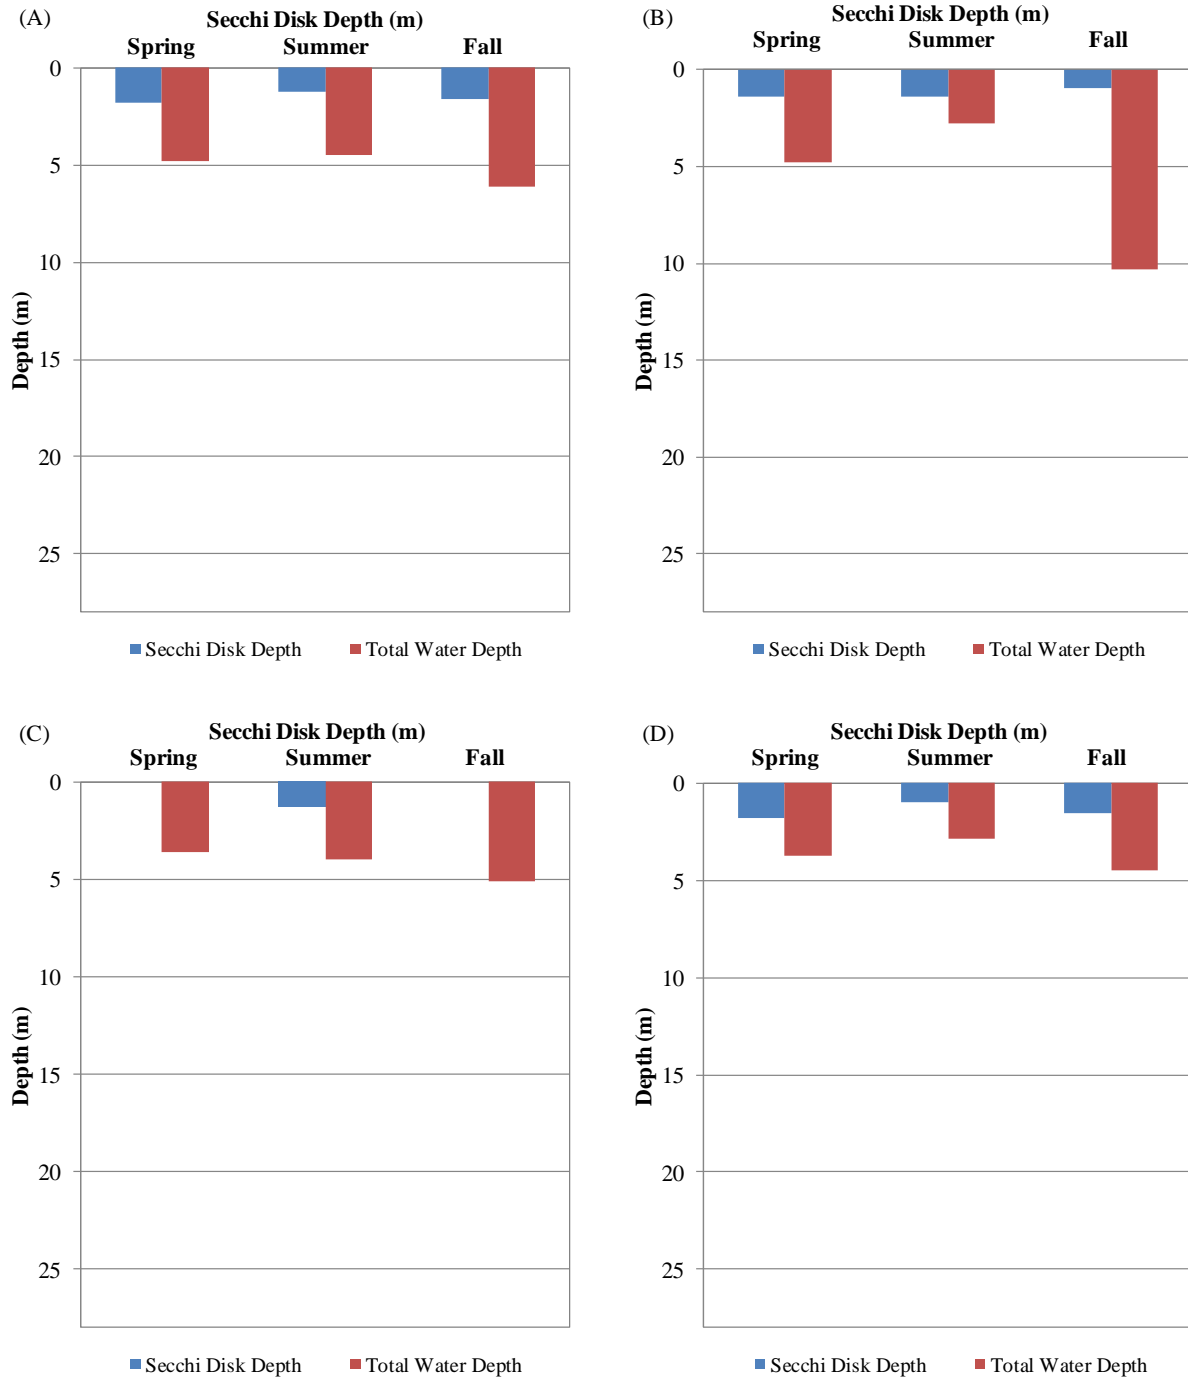 (A)
Secchi Disk Depth (m)
Spring Summer Fall
0
5
10
15
20
25
Depth (m)
Secchi Disk Depth Total Water Depth
(B)
Secchi Disk Depth (m)
Spring Summer Fall
0
5
10
15
20
25
Depth (m)
Secchi Disk Depth Total Water Depth
(C)
Secchi Disk Depth (m)
Spring Summer Fall
0
5
10
15
20
25
Depth (m)
Secchi Disk Depth Total Water Depth
(D)
Secchi Disk Depth (m)
Spring Summer Fall
0
5
10
15
20
25
Depth (m)
Secchi Disk Depth Total Water Depth